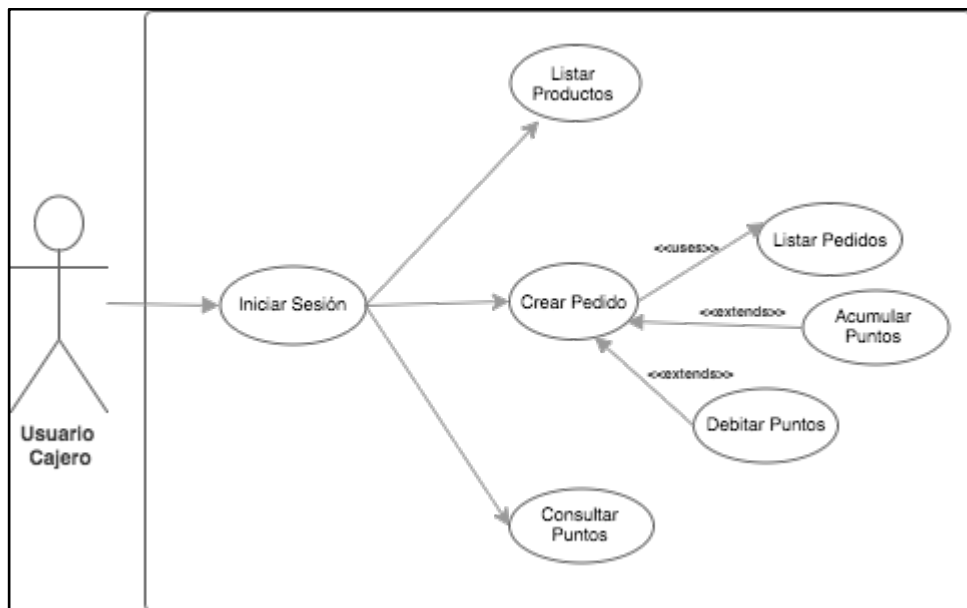 Listar
Productos
<<uses>>
Listar Pedidos
Iniciar Sesión
Crear Pedido
<<extends>>
Acumular
Puntos
<<extends>>
Debitar Puntos
Usuario
Cajero
Consultar
Puntos